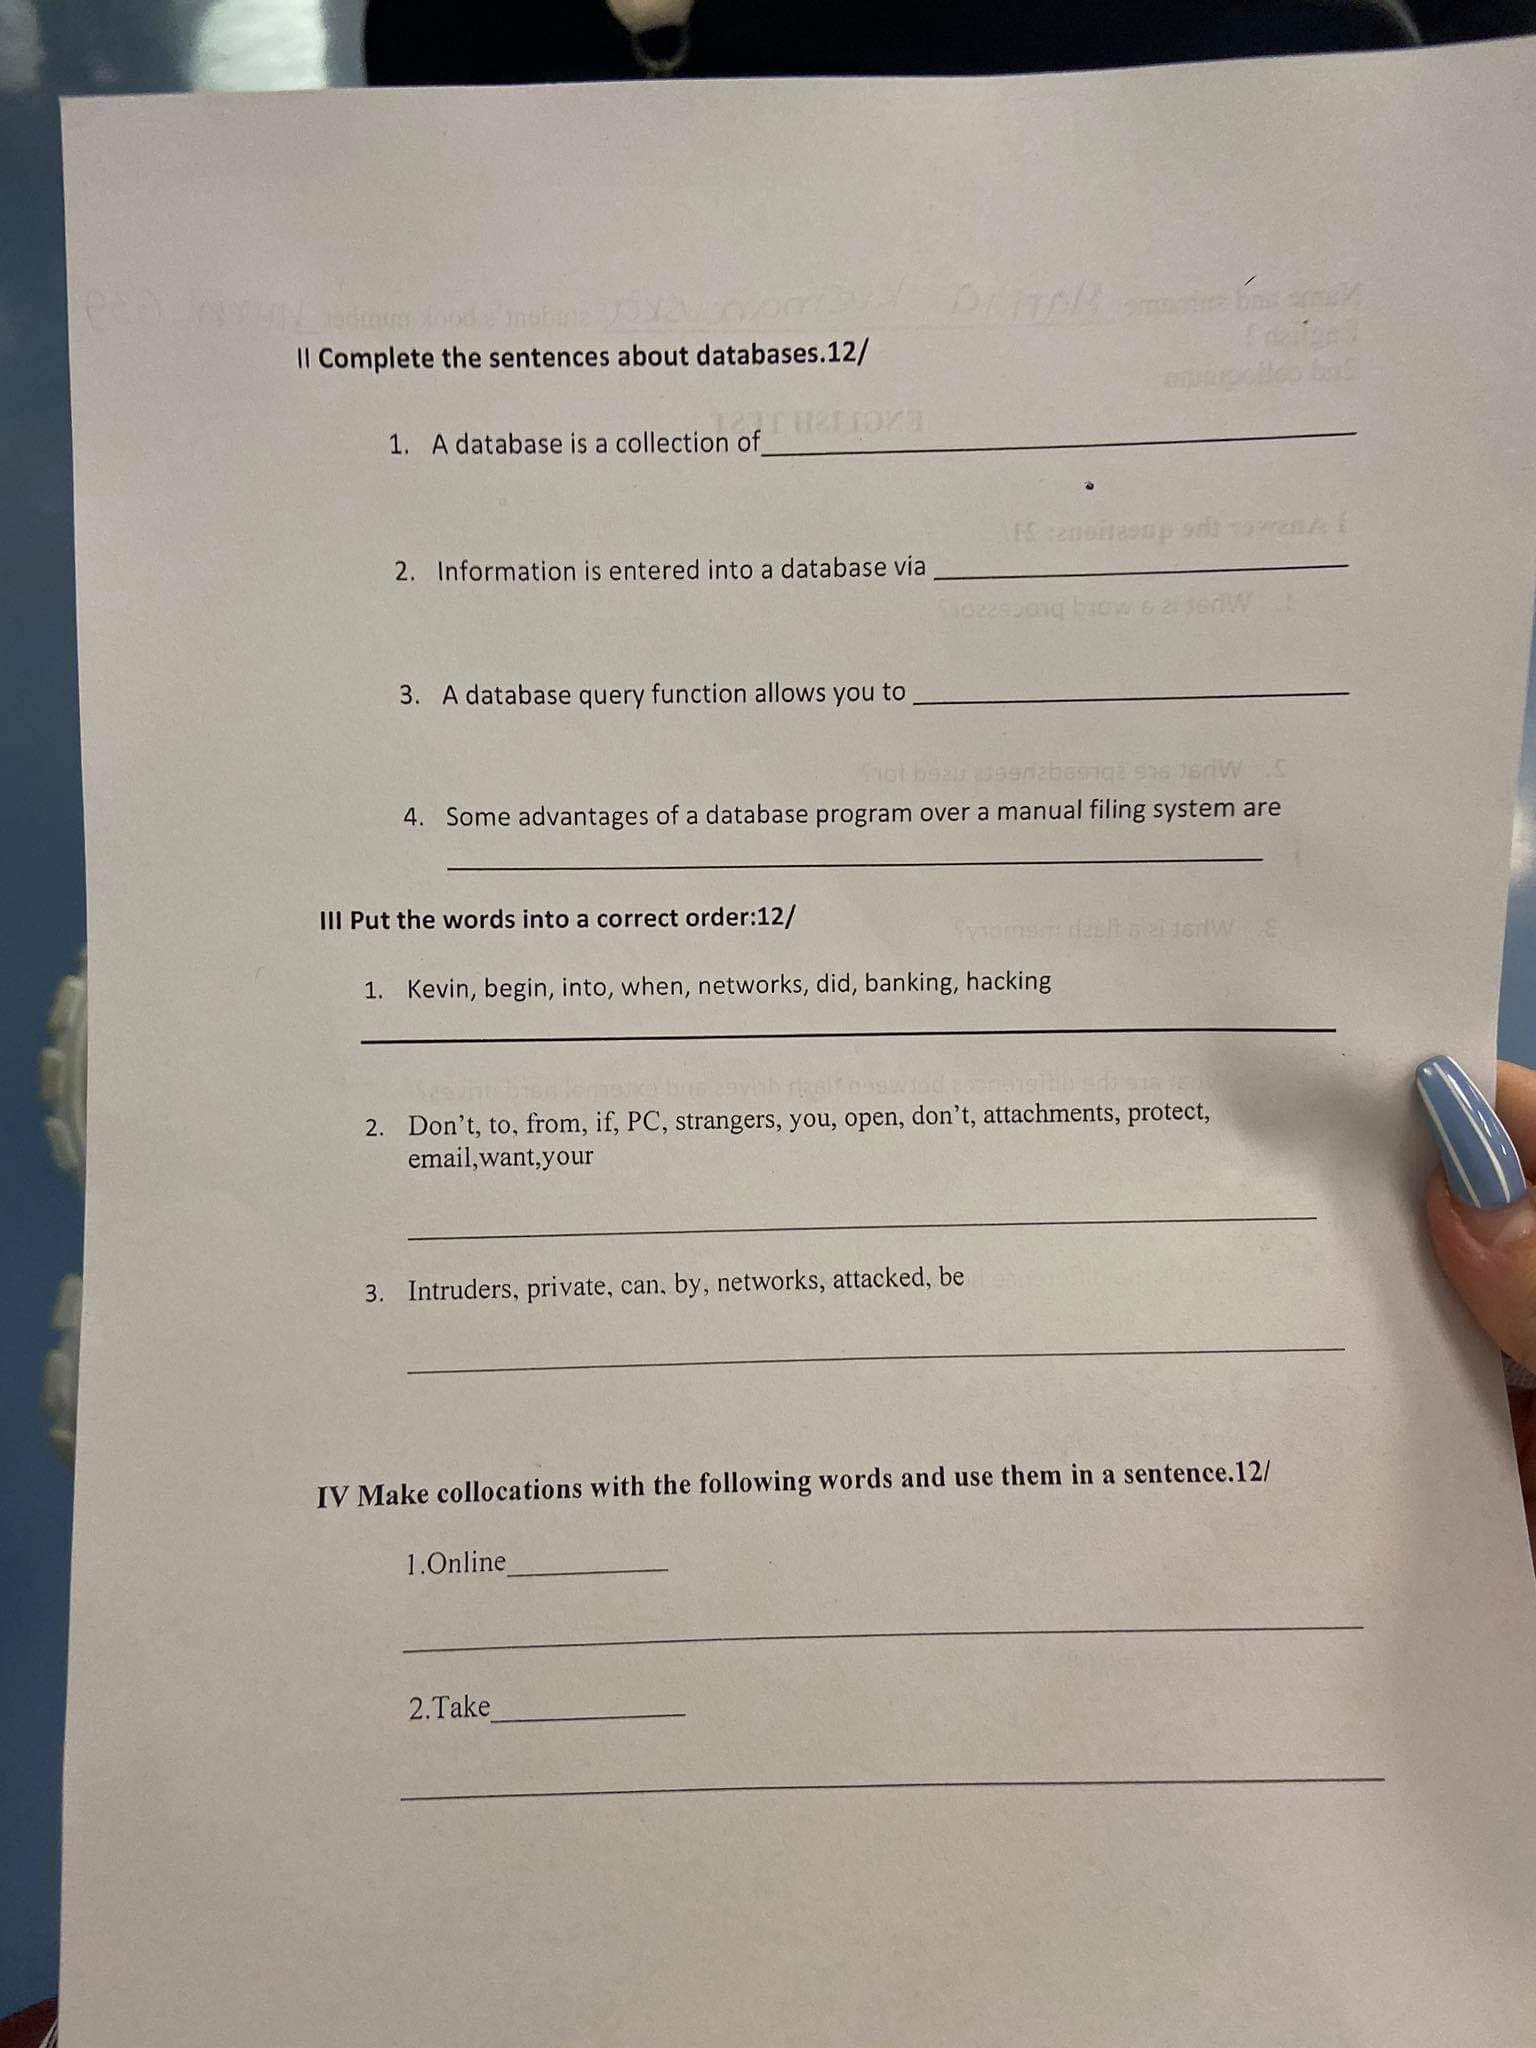 II Complete the sentences about databases.12/
1. A database is a collection of
2. Information is entered into a database via
3. A database query function allows you to
4. Some advantages of a database program over a manual filing system are
III Put the words into a correct order:12/
1. Kevin, begin, into, when, networks, did, banking, hacking
2. Don't, to, from, if, PC, strangers, you, open, don't, attachments, protect,
email,want,your
3. Intruders, private, can, by, networks, attacked, be
IV Make collocations with the following words and use them in a sentence.12/
1.Online
2.Take